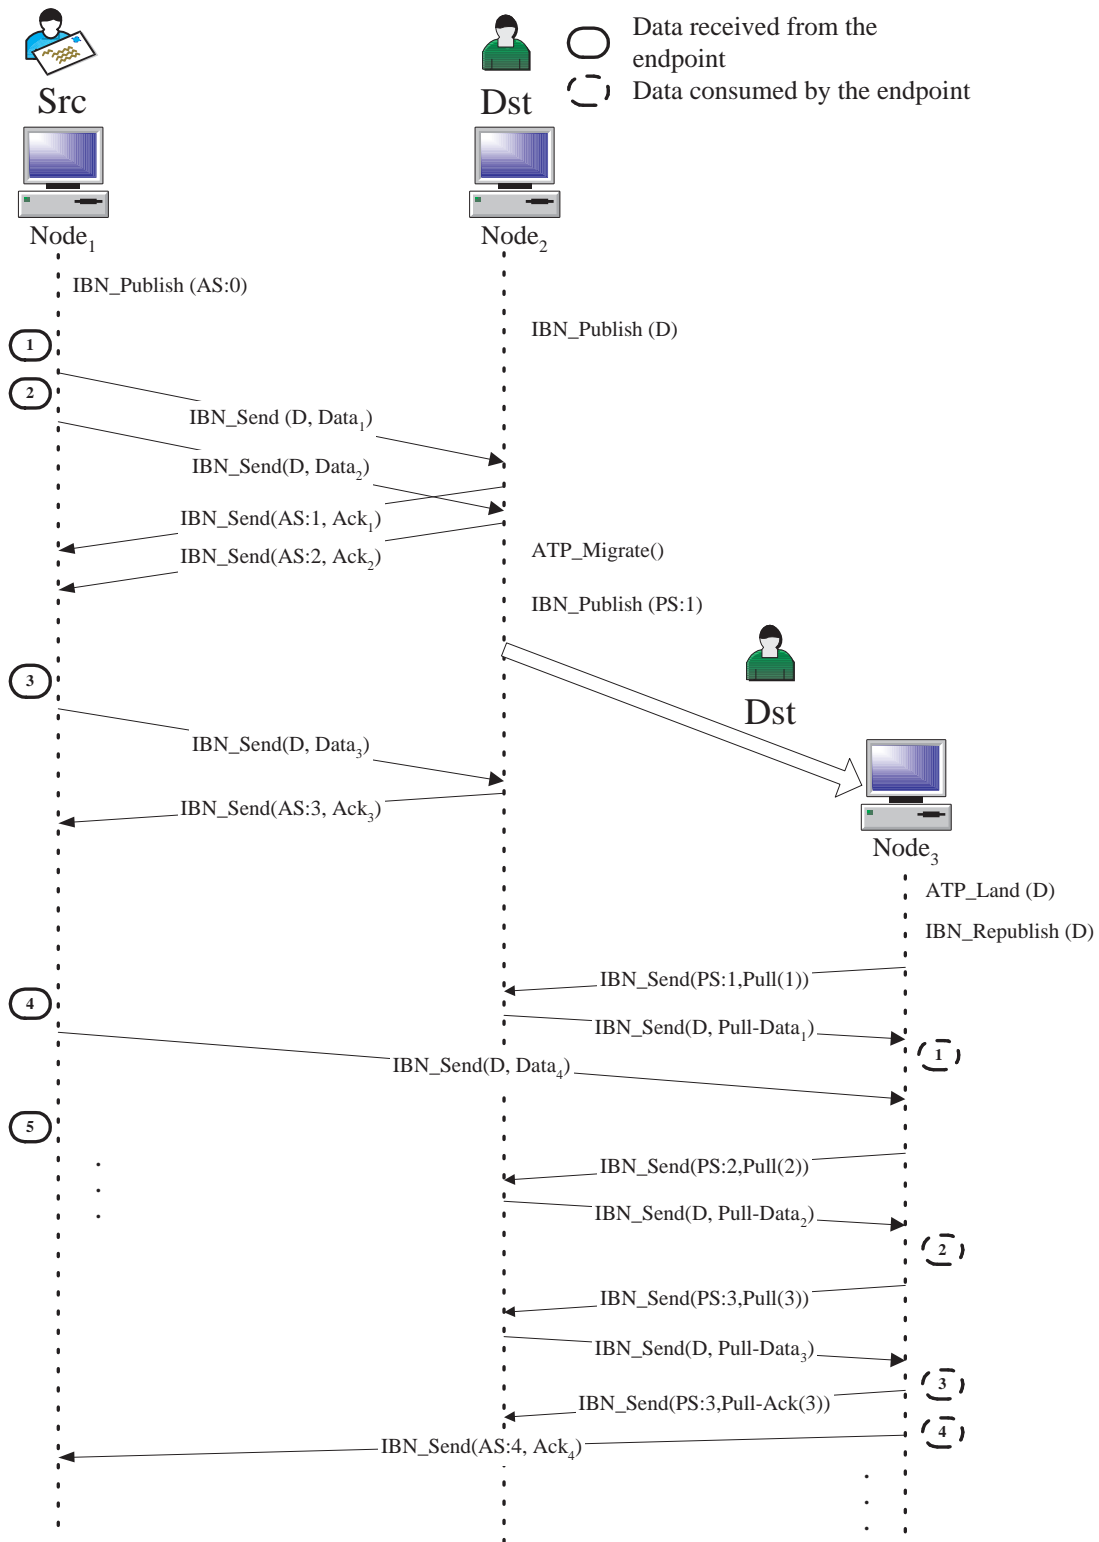 Data received from the
endpoint
Data consumed by the endpoint
Src
Dst
Node1
Node2
IBN_Publish (AS:0)
IBN_Publish (D)
1
2
IBN_Send (D, Data1)
IBN_Send(D, Data2)
IBN_Send(AS:1, Ack1)
IBN_Send(AS:2, Ack2)
ATP_Migrate()
IBN_Publish (PS:1)
3
Dst
IBN_Send(D, Data3)
IBN_Send(AS:3, Ack3)
Node3
ATP_Land (D)
IBN_Republish (D)
IBN_Send(PS:1,Pull(1))
4
IBN_Send(D, Pull-Data1)
1
IBN_Send(D, Data4)
5
IBN_Send(PS:2,Pull(2))
IBN_Send(D, Pull-Data2)
2
IBN_Send(PS:3,Pull(3))
IBN_Send(D, Pull-Data3)
3
IBN_Send(PS:3,Pull-Ack(3))
4
IBN_Send(AS:4, Ack4)